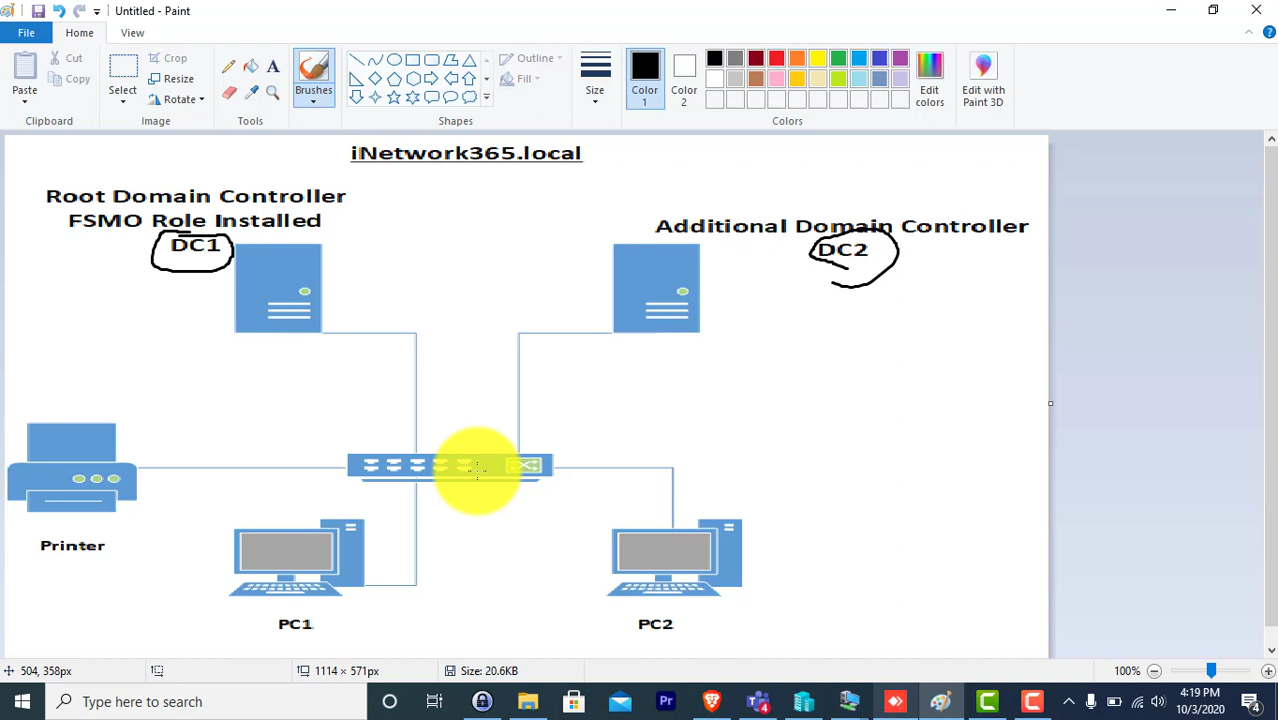 Untitled - Paint
File
Home
View
Paste
Cut
Copy
Clipboard
Select
Crop
Resize
Rotate
Image
Tools
Brushes
Shapes
Outline
Fill
Size
Color 1
Color 2
Edit colors
Edit with Paint 3D
Colors
iNetwork365.local
Root Domain Controller
FSMO Role Installed
DC1
Additional Domain Controller
DC2
Printer
PC1
PC2
504, 358px
1114 × 571px
Size: 20.6KB
100%
Type here to search
Pr
4
4:19 PM
10/3/2020
4